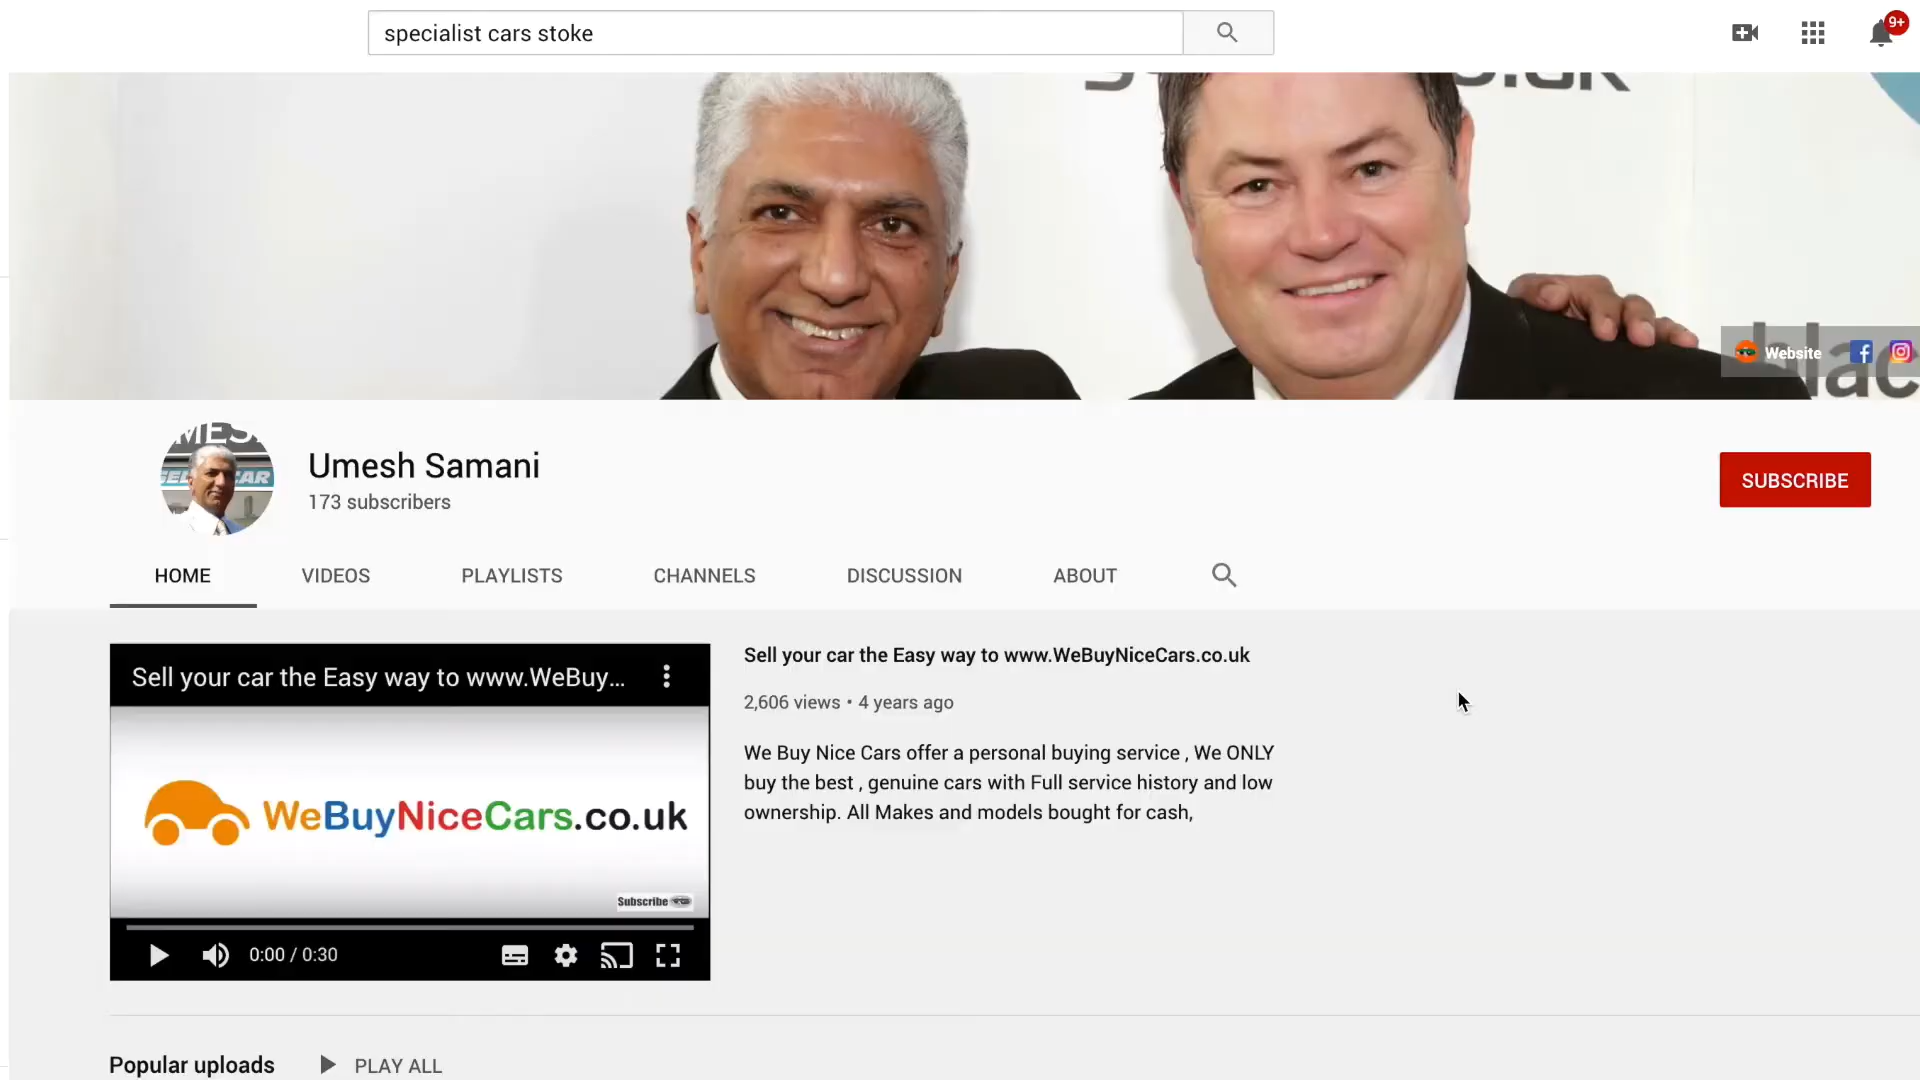 specialist cars stoke
9+
Website
Umesh Samani
173 subscribers
SUBSCRIBE
HOME VIDEOS PLAYLISTS CHANNELS DISCUSSION ABOUT
Sell your car the Easy way to www.WeBuy...
WeBuyNiceCars.co.uk
Subscribe
0:00 / 0:30
Sell your car the Easy way to www.WeBuyNiceCars.co.uk
2,606 views • 4 years ago
We Buy Nice Cars offer a personal buying service , We ONLY
buy the best , genuine cars with Full service history and low
ownership. All Makes and models bought for cash,
Popular uploads PLAY ALL